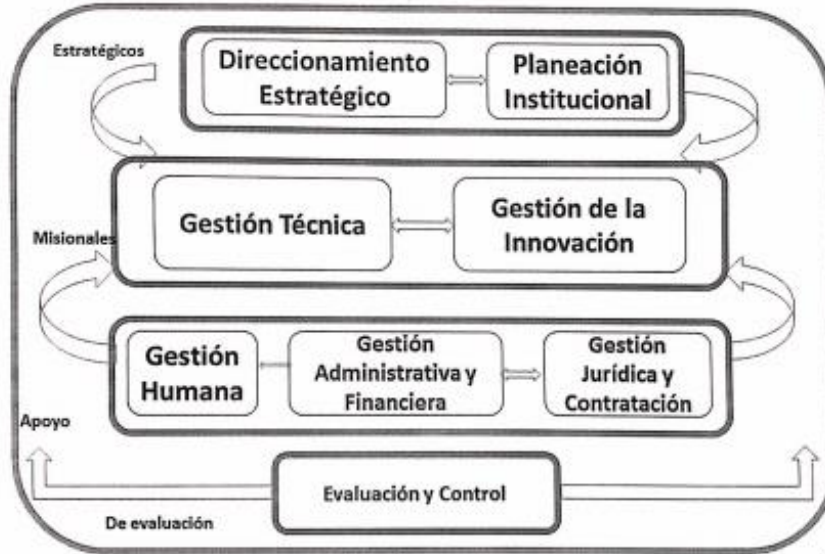 Estratégicos
Direccionamiento
Estratégico
Planeación
Institucional
Misionales
Gestión Técnica
Gestión de la
Innovación
Apoyo
Gestión
Humana
Gestión
Administrativa y
Financiera
Gestión
Jurídica y
Contratación
De evaluación
Evaluación y Control